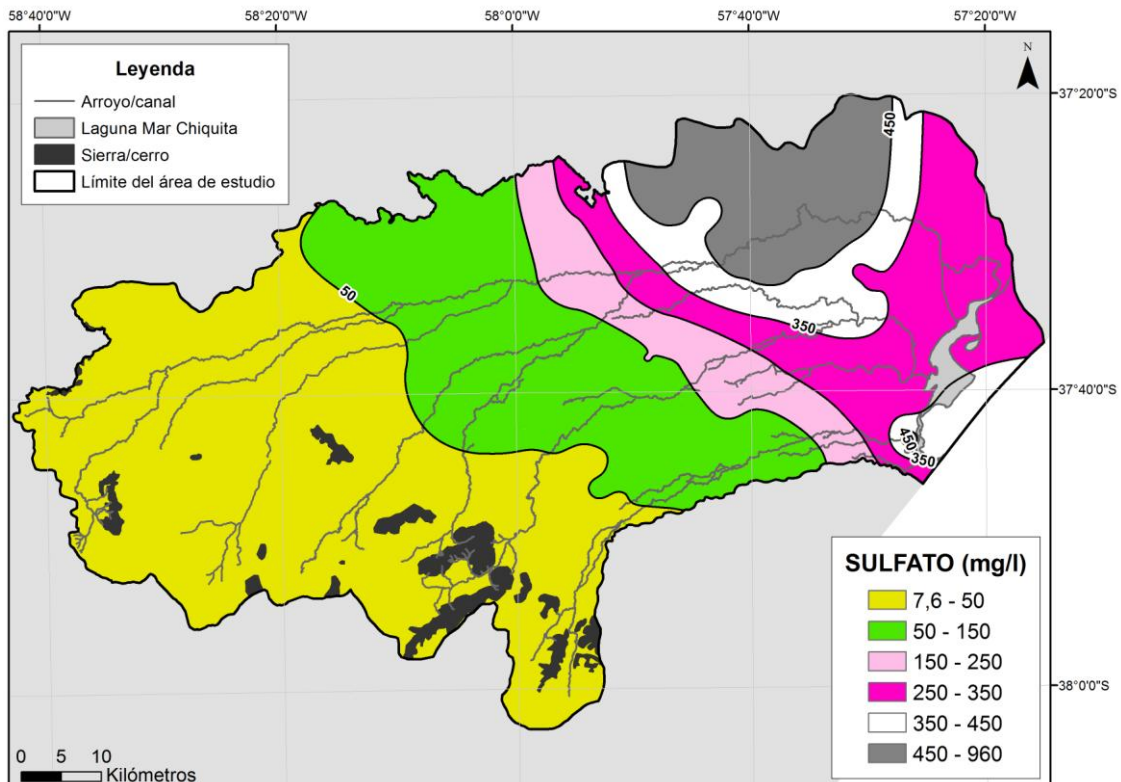 58°40'0"W
58°20'0"W
58°0'0"W
57°40'0"W
57°20'0"W
Leyenda
Arroyo/canal
Laguna Mar Chiquita
Sierra/cerro
Límite del área de estudio
N
37°20'0"S
450
50
350
37°40'0"S
450
350
SULFATO (mg/l)
7,6 - 50
50 - 150
150 - 250
250 - 350
350 - 450
450 - 960
38°0'0"S
0 5 10
Kilómetros